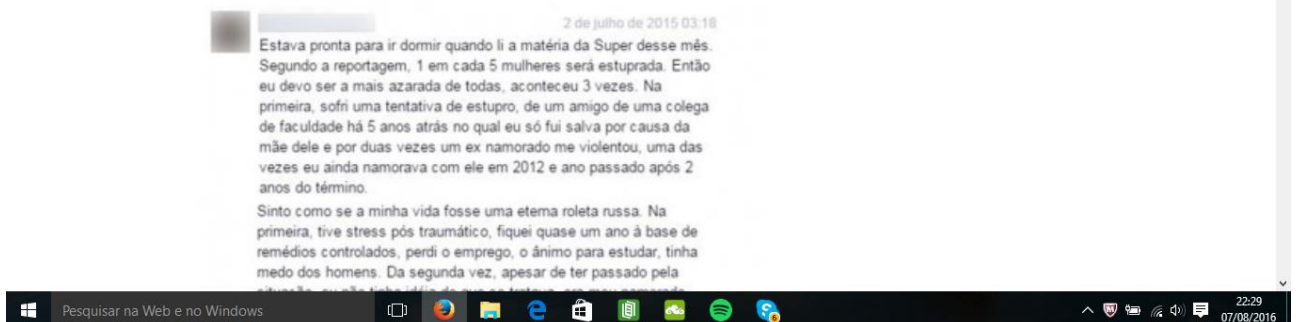 2 de julho de 2015 03:18
Estava pronta para ir dormir quando li a matéria da Super desse mês.
Segundo a reportagem, 1 em cada 5 mulheres será estuprada. Então
eu devo ser a mais azarada de todas, aconteceu 3 vezes. Na
primeira, sofri uma tentativa de estupro, de um amigo de uma colega
de faculdade há 5 anos atrás no qual eu só fui salva por causa da
mãe dele e por duas vezes um ex namorado me violentou, uma das
vezes eu ainda namorava com ele em 2012 e ano passado após 2
anos do término.
Sinto como se a minha vida fosse uma eterna roleta russa. Na
primeira, tive stress pós traumático, fiquei quase um ano à base de
remédios controlados, perdi o emprego, o ânimo para estudar, tinha
medo dos homens. Da segunda vez, apesar de ter passado pela
Pesquisar na Web e no Windows
6
22:29
07/08/2016